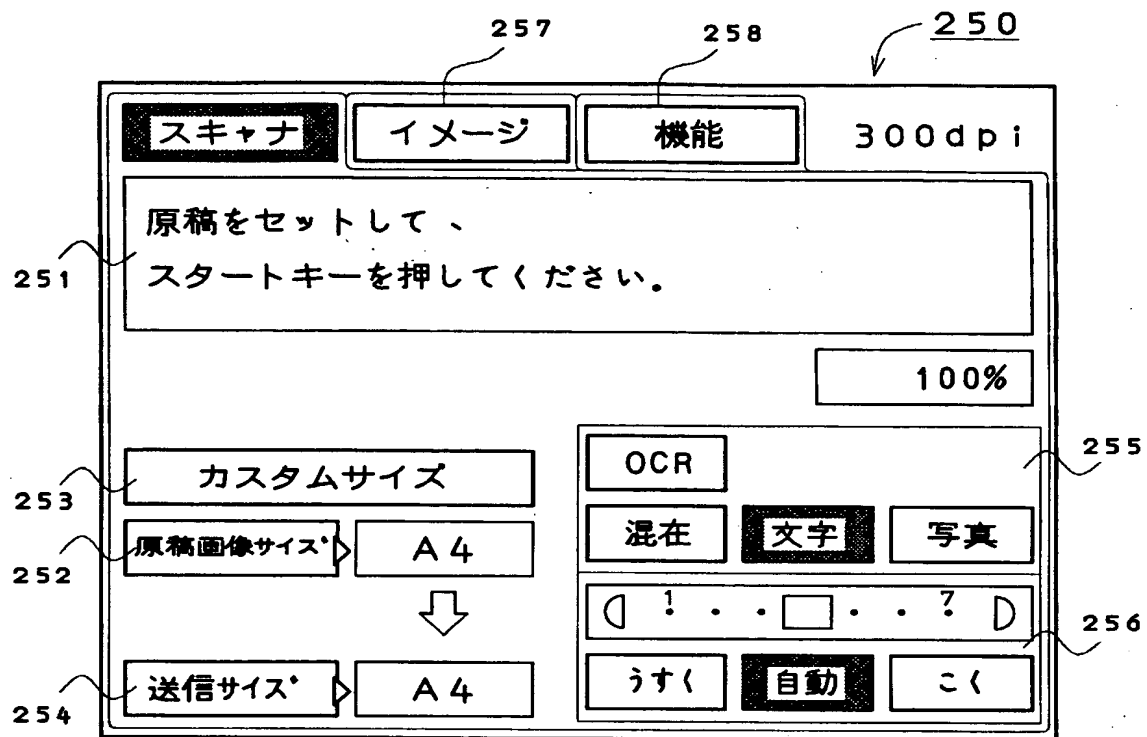 257
258
250
スキャナ
イメージ
機能
300dpi
原稿をセットして、
スタートキーを押してください。
251
100%
カスタムサイズ
253
OCR
255
原稿画像サイズ
A4
252
混在
文字
写真
1
7
256
送信サイズ
A4
254
うすく
自動
こく